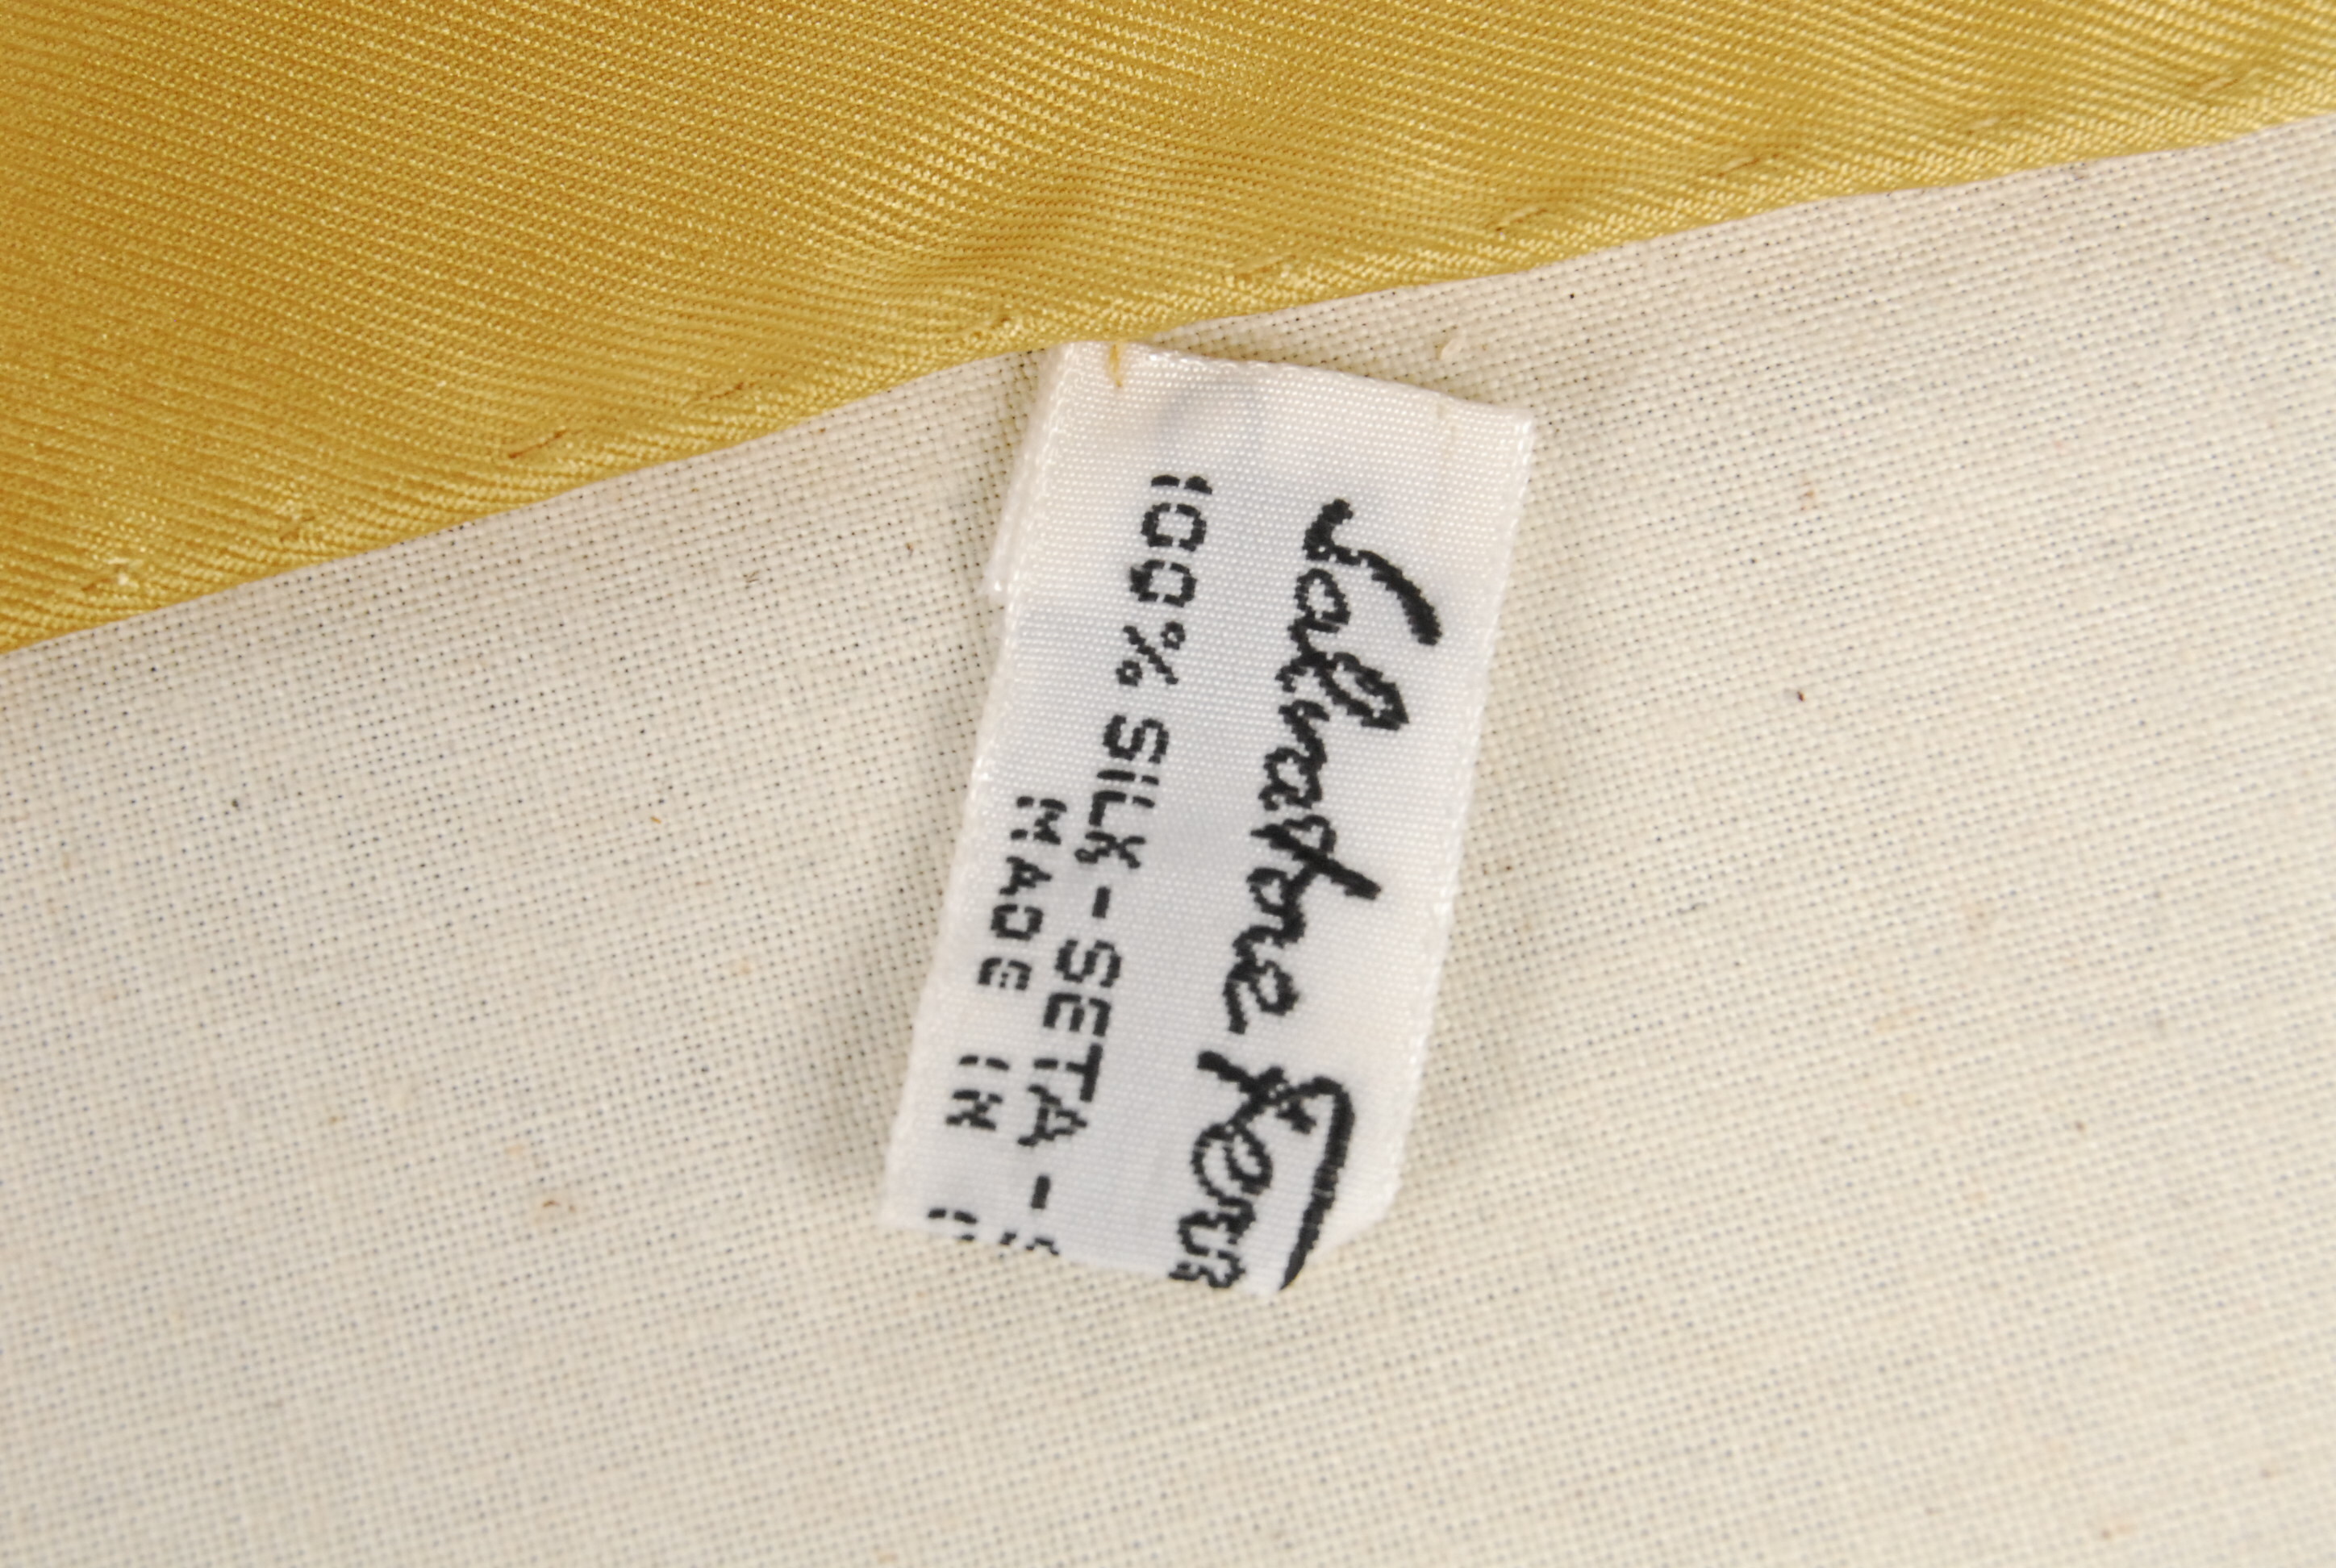 Salvatore Ferr
100% SILK-SETA-S
MADE IN I